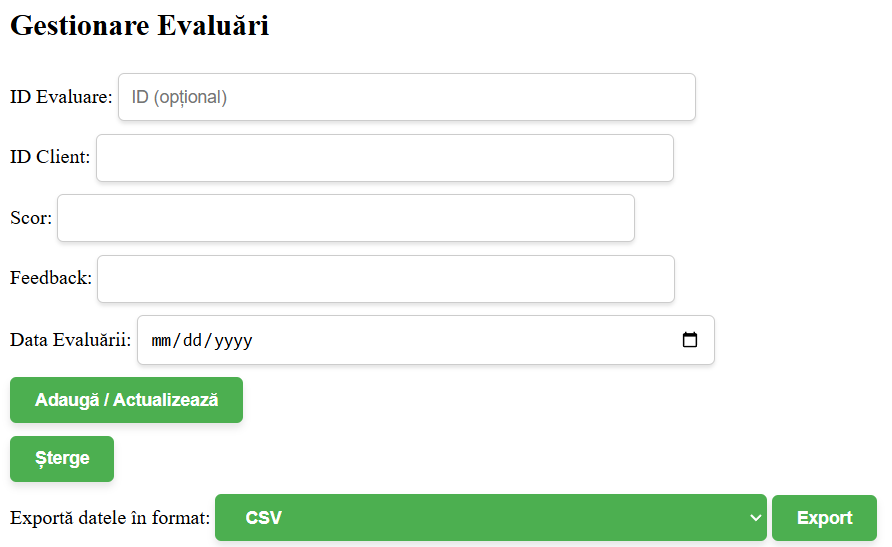 Gestionare Evaluări
ID Evaluare: ID (opțional)
ID Client:
Scor:
Feedback:
Data Evaluării: mm/dd/yyyy
Adaugă / Actualizează
Șterge
Exportă datele în format: CSV Export